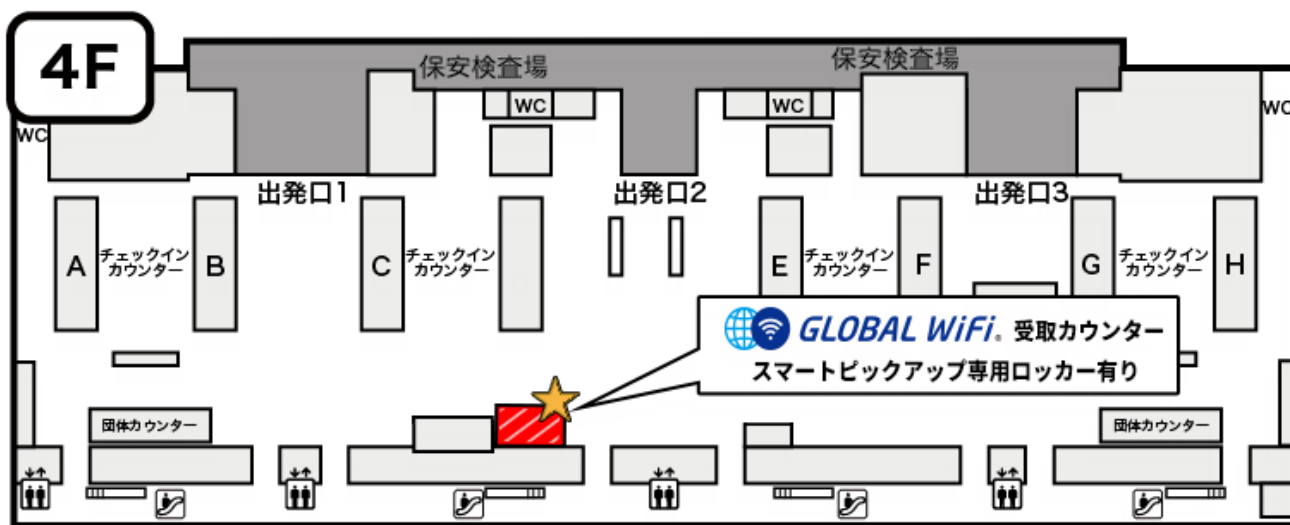 4F
保安検査場
保安検査場
WC
WC
WC
WC
出発口1
出発口2
出発口3
A
チェックイン
カウンター
B
C
チェックイン
カウンター
E
チェックイン
カウンター
F
G
チェックイン
カウンター
H
GLOBAL WiFi® 受取カウンター
スマートピックアップ専用ロッカー有り
団体カウンター
団体カウンター